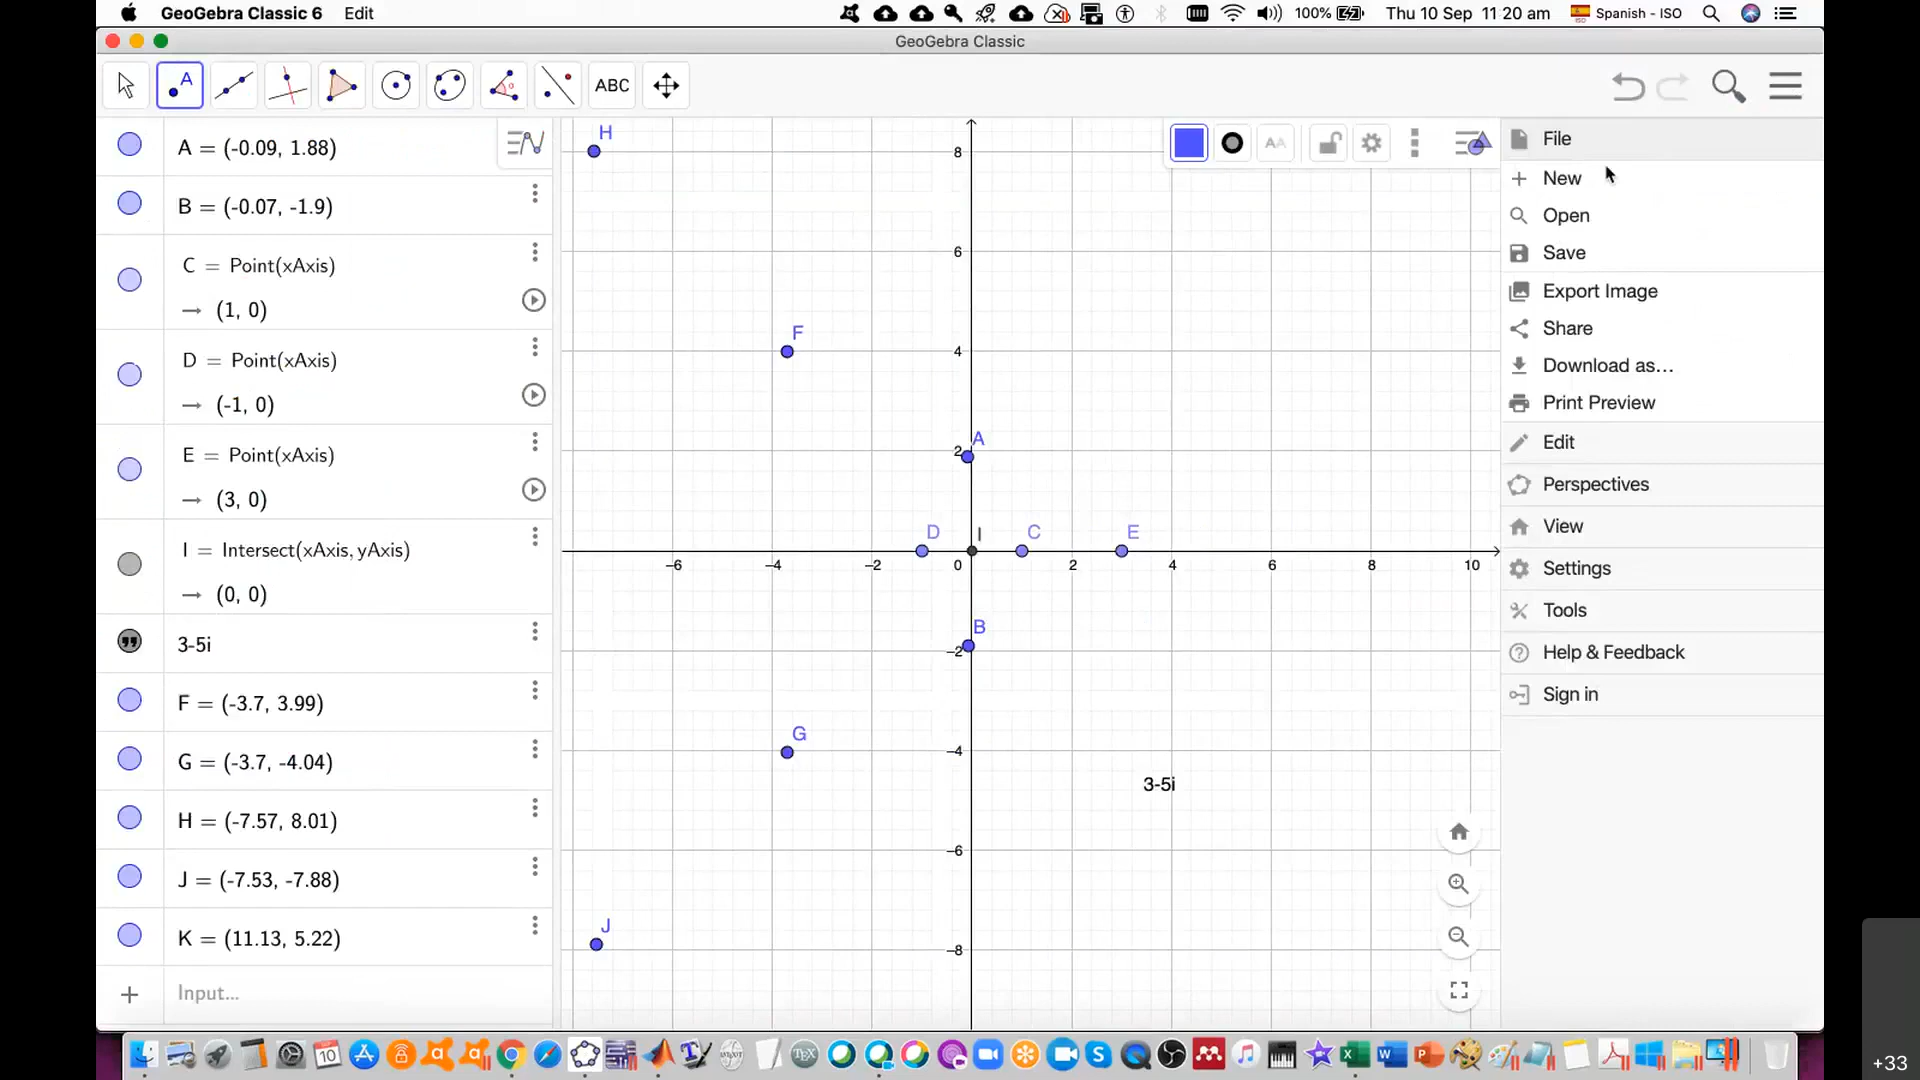 GeoGebra Classic 6 Edit
100% Thu 10 Sep 11:20 am Spanish - ISO
GeoGebra Classic
A
ABC
A = (-0.09, 1.88)
B = (-0.07, -1.9)
C = Point(xAxis)
→ (1, 0)
D = Point(xAxis)
→ (-1, 0)
E = Point(xAxis)
→ (3, 0)
I = Intersect(xAxis, yAxis)
→ (0, 0)
3-5i
F = (-3.7, 3.99)
G = (-3.7, -4.04)
H = (-7.57, 8.01)
J = (-7.53, -7.88)
K = (11.13, 5.22)
+ Input...
H
8
6
F
4
A
2
D I C E
-6 -4 -2 0 2 4 6 8 10
B
-2
G
-4
3-5i
-6
J
-8
AA
File
New
Open
Save
Export Image
Share
Download as...
Print Preview
Edit
Perspectives
View
Settings
Tools
Help & Feedback
Sign in
+33